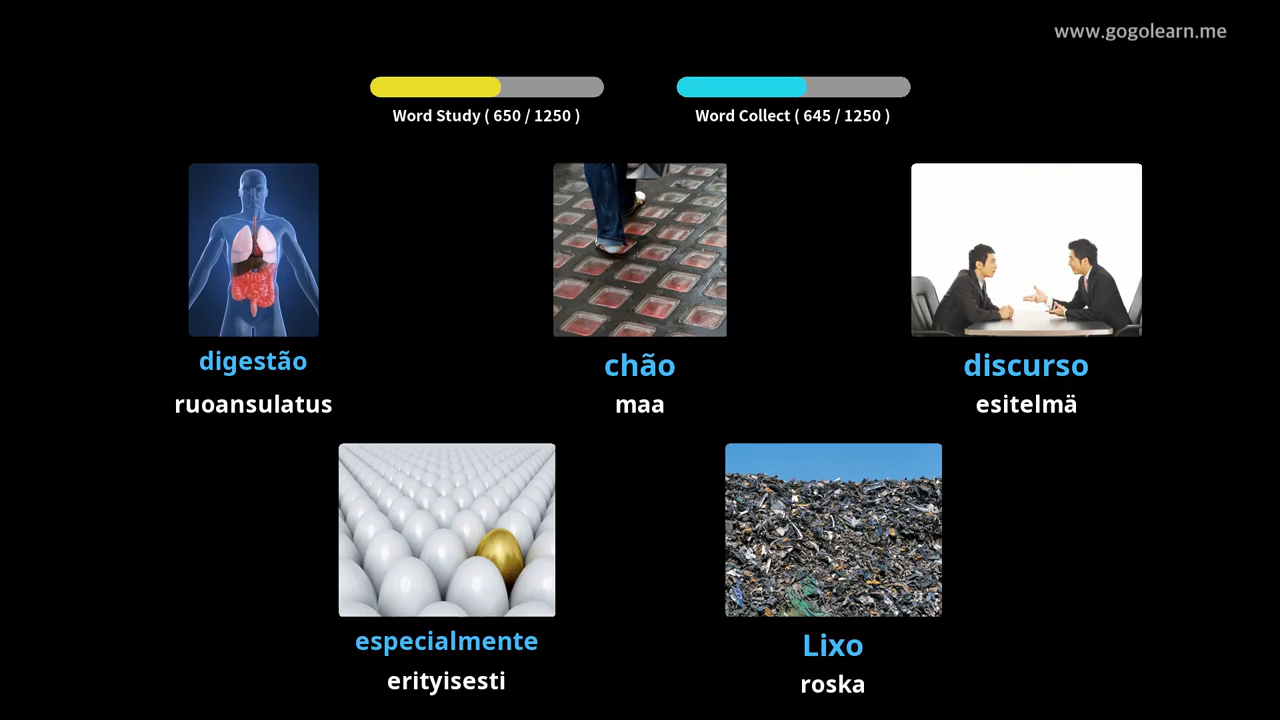 www.gogolearn.me
Word Study ( 650 / 1250 )
Word Collect ( 645 / 1250 )
digestão
chão
discurso
ruoansulatus
maa
esitelmä
especialmente
Lixo
erityisesti
roska